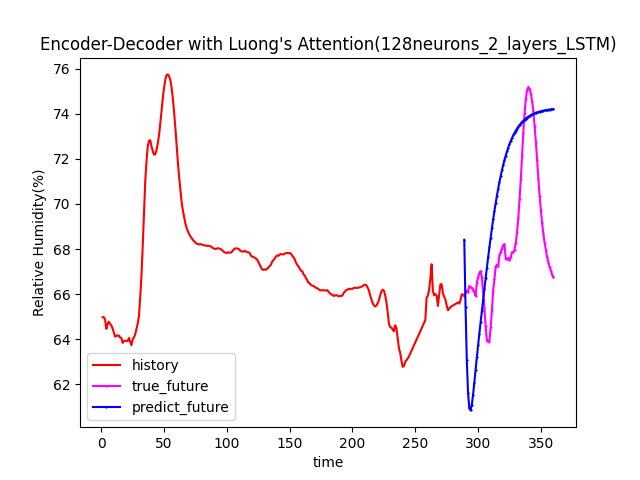 Encoder-Decoder with Luong's Attention(128neurons_2_layers_LSTM)
Relative Humidity(%)
76
74
72
70
68
66
64
62
history
true_future
predict_future
0 50 100 150 200 250 300 350
time